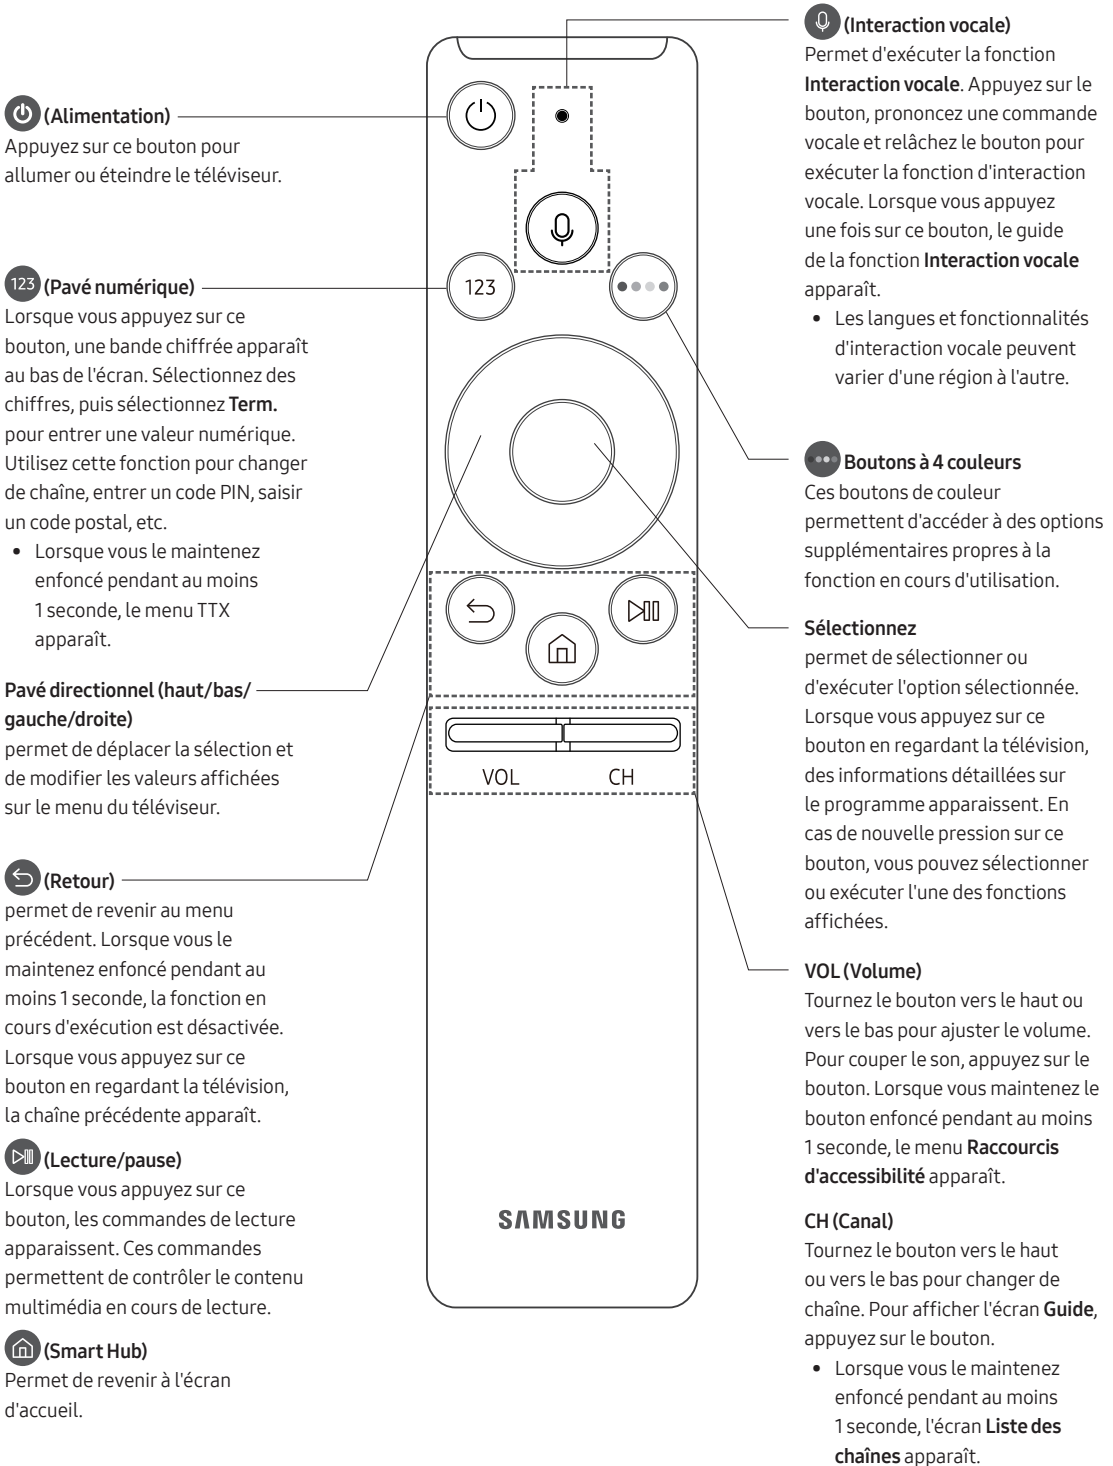 (Alimentation)
Appuyez sur ce bouton pour
allumer ou éteindre le téléviseur.
123 (Pavé numérique)
Lorsque vous appuyez sur ce
bouton, une bande chiffrée apparaît
au bas de l'écran. Sélectionnez des
chiffres, puis sélectionnez Term.
pour entrer une valeur numérique.
Utilisez cette fonction pour changer
de chaîne, entrer un code PIN, saisir
un code postal, etc.
• Lorsque vous le maintenez
enfoncé pendant au moins
1 seconde, le menu TTX
apparaît.
Pavé directionnel (haut/bas/
gauche/droite)
permet de déplacer la sélection et
de modifier les valeurs affichées
sur le menu du téléviseur.
(Retour)
permet de revenir au menu
précédent. Lorsque vous le
maintenez enfoncé pendant au
moins 1 seconde, la fonction en
cours d'exécution est désactivée.
Lorsque vous appuyez sur ce
bouton en regardant la télévision,
la chaîne précédente apparaît.
(Lecture/pause)
Lorsque vous appuyez sur ce
bouton, les commandes de lecture
apparaissent. Ces commandes
permettent de contrôler le contenu
multimédia en cours de lecture.
(Smart Hub)
Permet de revenir à l'écran
d'accueil.
123
VOL CH
SAMSUNG
(Interaction vocale)
Permet d'exécuter la fonction
Interaction vocale. Appuyez sur le
bouton, prononcez une commande
vocale et relâchez le bouton pour
exécuter la fonction d'interaction
vocale. Lorsque vous appuyez
une fois sur ce bouton, le guide
de la fonction Interaction vocale
apparaît.
• Les langues et fonctionnalités
d'interaction vocale peuvent
varier d'une région à l'autre.
Boutons à 4 couleurs
Ces boutons de couleur
permettent d'accéder à des options
supplémentaires propres à la
fonction en cours d'utilisation.
Sélectionnez
permet de sélectionner ou
d'exécuter l'option sélectionnée.
Lorsque vous appuyez sur ce
bouton en regardant la télévision,
des informations détaillées sur
le programme apparaissent. En
cas de nouvelle pression sur ce
bouton, vous pouvez sélectionner
ou exécuter l'une des fonctions
affichées.
VOL (Volume)
Tournez le bouton vers le haut ou
vers le bas pour ajuster le volume.
Pour couper le son, appuyez sur le
bouton. Lorsque vous maintenez le
bouton enfoncé pendant au moins
1 seconde, le menu Raccourcis
d'accessibilité apparaît.
CH (Canal)
Tournez le bouton vers le haut
ou vers le bas pour changer de
chaîne. Pour afficher l'écran Guide,
appuyez sur le bouton.
• Lorsque vous le maintenez
enfoncé pendant au moins
1 seconde, l'écran Liste des
chaînes apparaît.